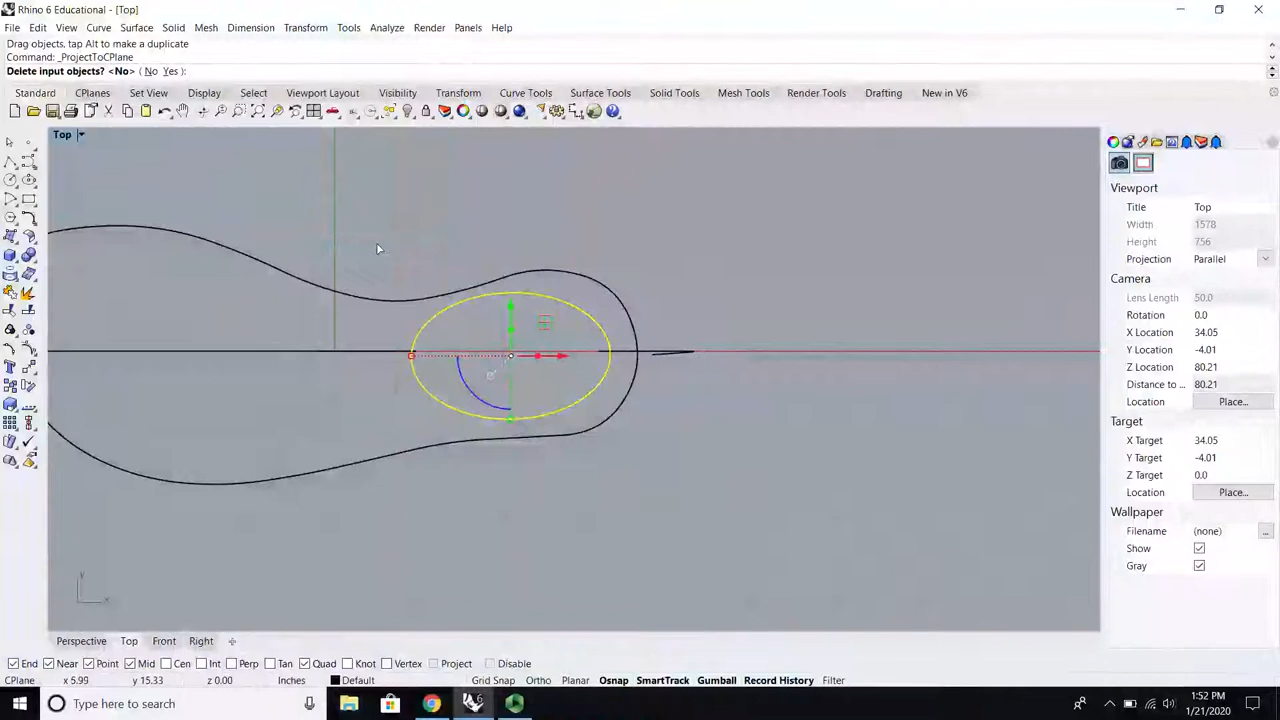 Rhino 6 Educational - [Top]
File Edit View Curve Surface Solid Mesh Dimension Transform Tools Analyze Render Panels Help
Drag objects, tap Alt to make a duplicate
Command: _ProjectToCPlane
Delete input objects? <No> ( No Yes ):
Standard CPlanes Set View Display Select Viewport Layout Visibility Transform Curve Tools Surface Tools Solid Tools Mesh Tools Render Tools Drafting New in V6
Top
Viewport
Title Top
Width 1578
Height 756
Projection Parallel
Camera
Lens Length 50.0
Rotation 0.0
X Location 34.05
Y Location -4.01
Z Location 80.21
Distance to ... 80.21
Location Place...
Target
X Target 34.05
Y Target -4.01
Z Target 0.0
Location Place...
Wallpaper
Filename (none) ...
Show
Gray
y
x
Perspective Top Front Right
End Near Point Mid Cen Int Perp Tan Quad Knot Vertex Project Disable
CPlane x 5.99 y 15.33 z 0.00 Inches Default Grid Snap Ortho Planar Osnap SmartTrack Gumball Record History Filter
Type here to search
1:52 PM
1/21/2020